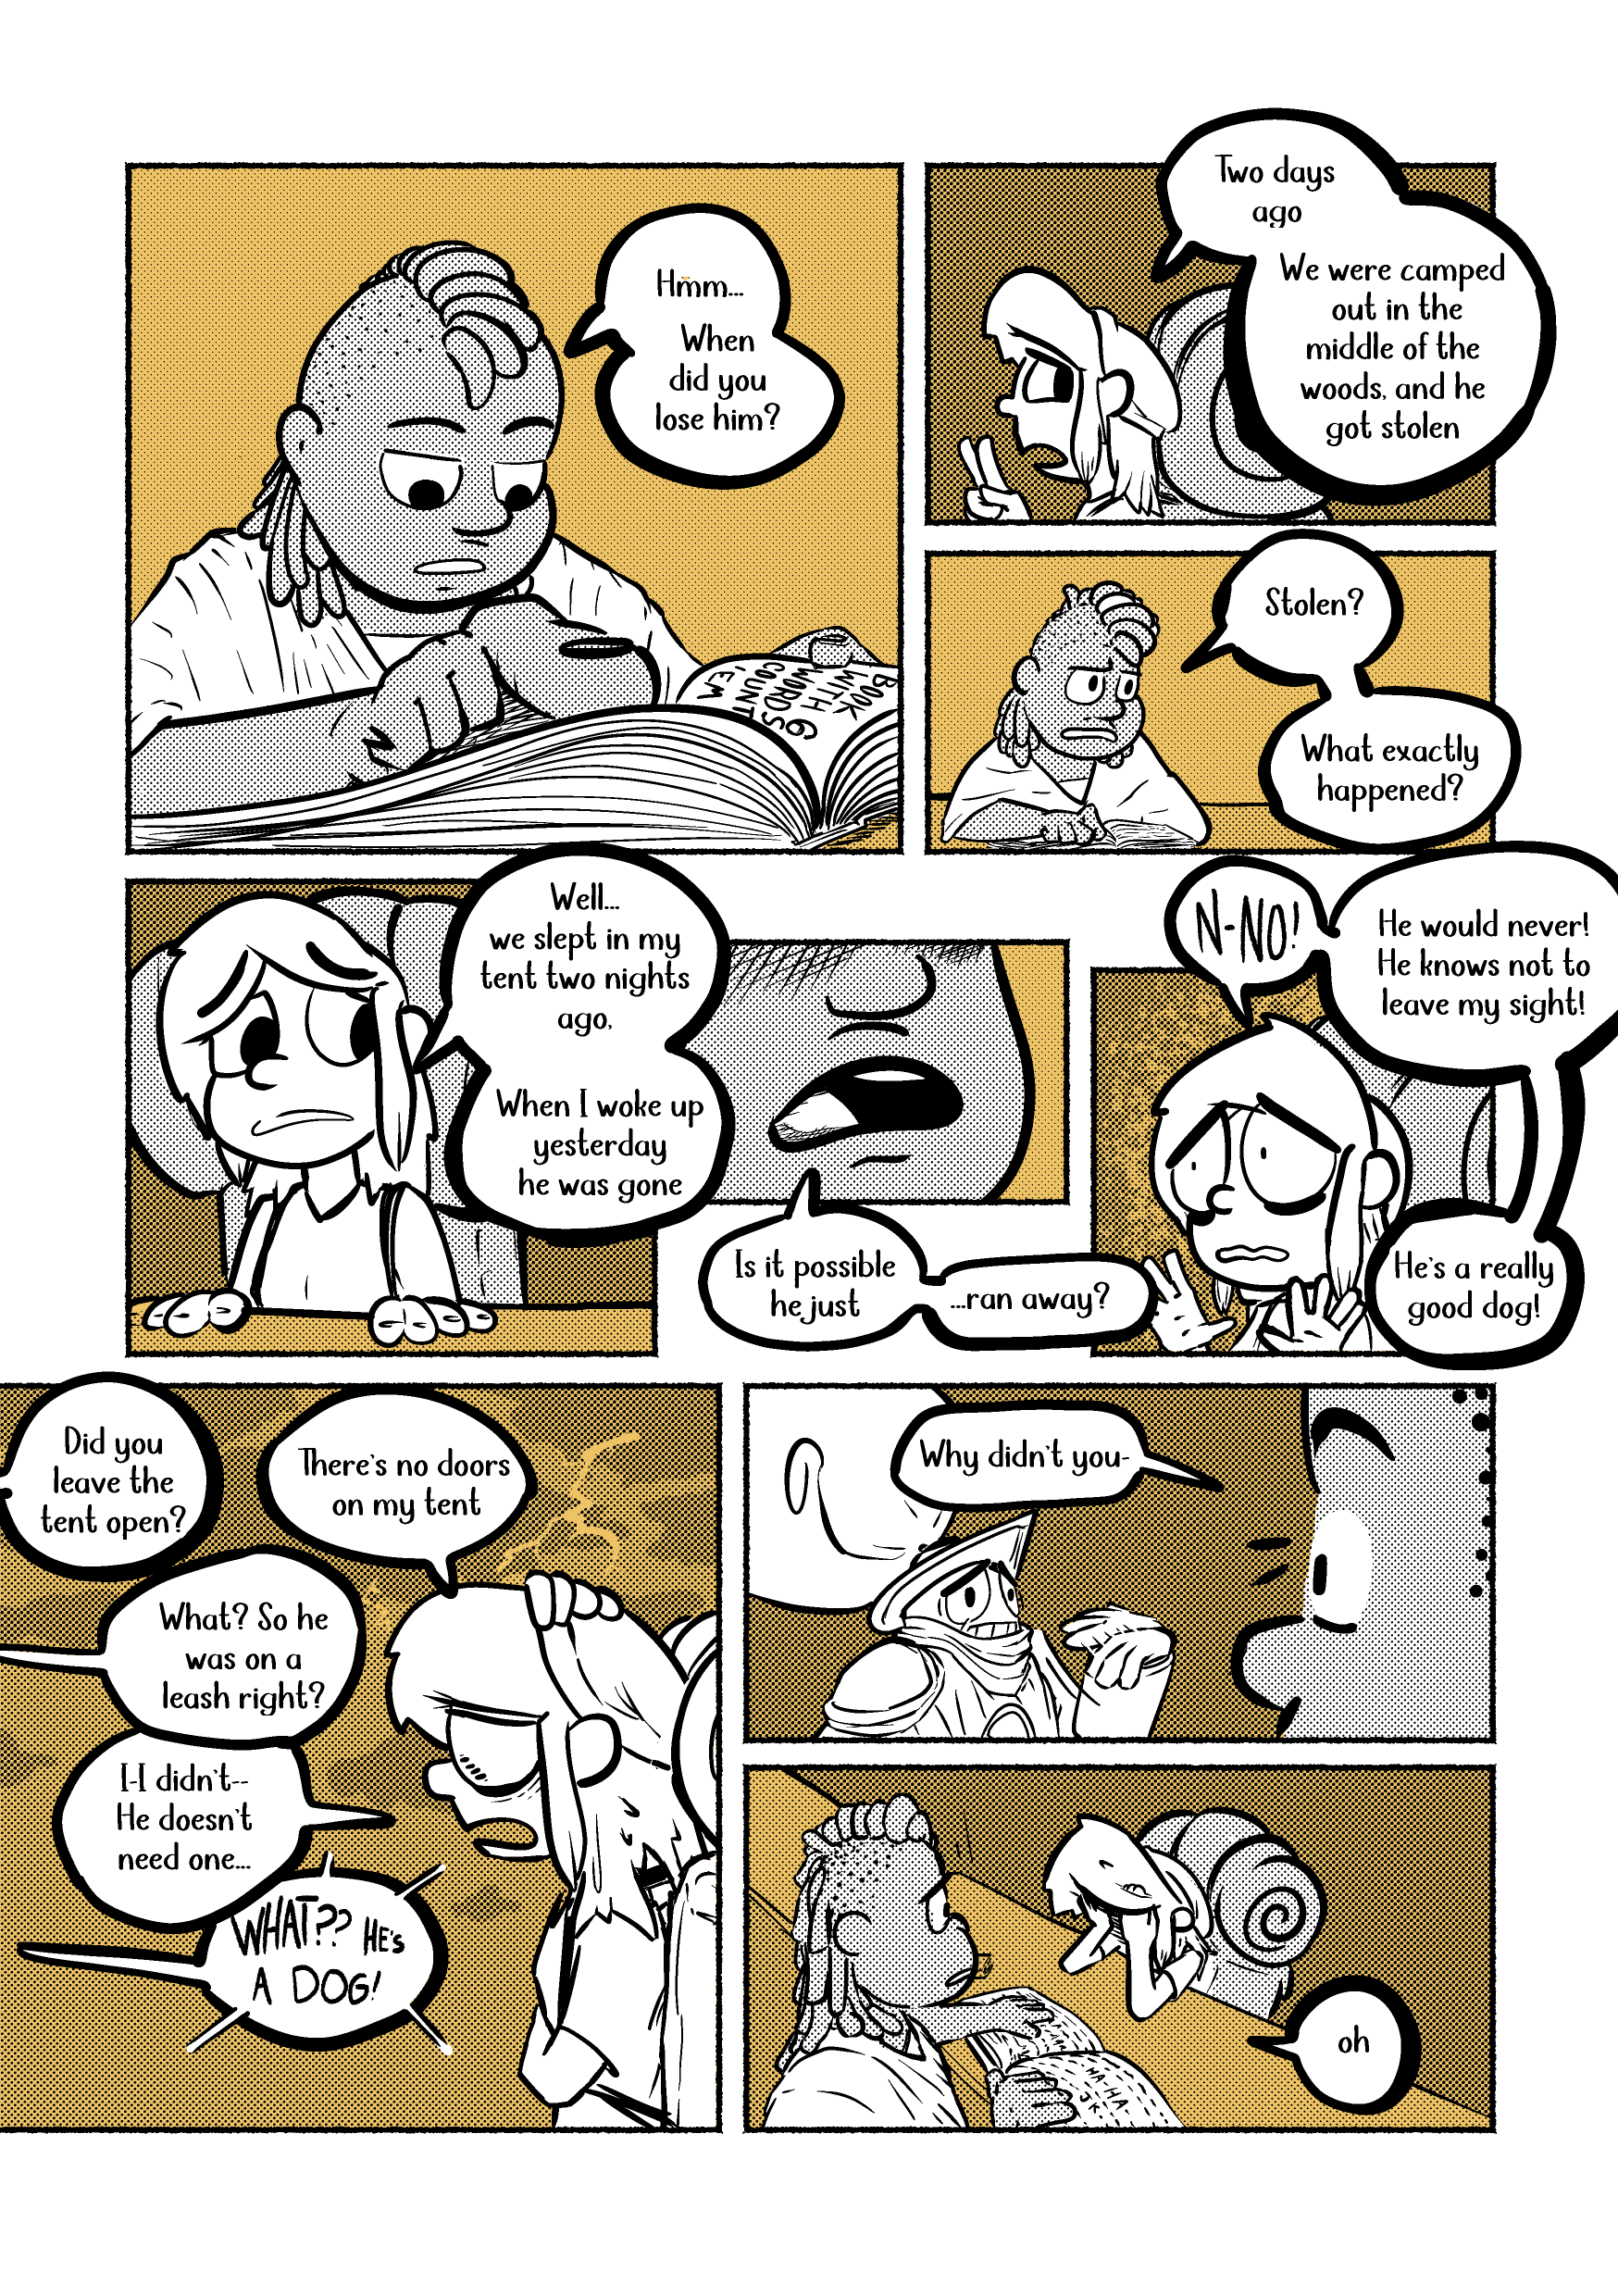 Hmm...
When
did you
lose him?
BOOK
WITH
6
WORDS
COUNT
'EM
Two days
ago
We were camped
out in the
middle of the
woods, and he
got stolen
Stolen?
What exactly
happened?
Well...
we slept in my
tent two nights
ago,
When I woke up
yesterday
he was gone
Is it possible
he just
...ran away?
N-NO!
He would never!
He knows not to
leave my sight!
He's a really
good dog!
Did you
leave the
tent open?
There's no doors
on my tent
What? So he
was on a
leash right?
I-I didn't--
He doesn't
need one...
WHAT?? HE'S
A DOG!
Why didn't you-
HA-HA-
JK
oh